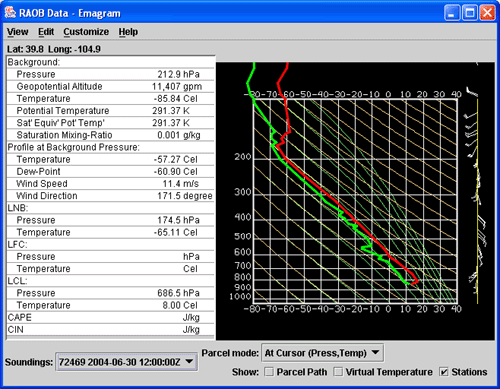 RAOB Data - Emagram
View Edit Customize Help
Lat: 39.8 Long: -104.9
Background:
Pressure 212.9 hPa
Geopotential Altitude 11,407 gpm
Temperature -85.84 Cel
Potential Temperature 291.37 K
Sat' Equiv' Pot' Temp' 291.37 K
Saturation Mixing-Ratio 0.001 g/kg
Profile at Background Pressure:
Temperature -57.27 Cel
Dew-Point -60.90 Cel
Wind Speed 11.4 m/s
Wind Direction 171.5 degree
LNB:
Pressure 174.5 hPa
Temperature -65.11 Cel
LFC:
Pressure hPa
Temperature Cel
LCL:
Pressure 686.5 hPa
Temperature 8.00 Cel
CAPE J/kg
CIN J/kg
-80 -70 -60 -50 -40 -30 -20 -10 0 10 20 30 40
200
300
400
500
600
700
800
900
1000
-80 -70 -60 -50 -40 -30 -20 -10 0 10 20 30 40
Soundings: 72469 2004-06-30 12:00:00Z
Parcel mode: At Cursor (Press,Temp)
Show: Parcel Path Virtual Temperature Stations